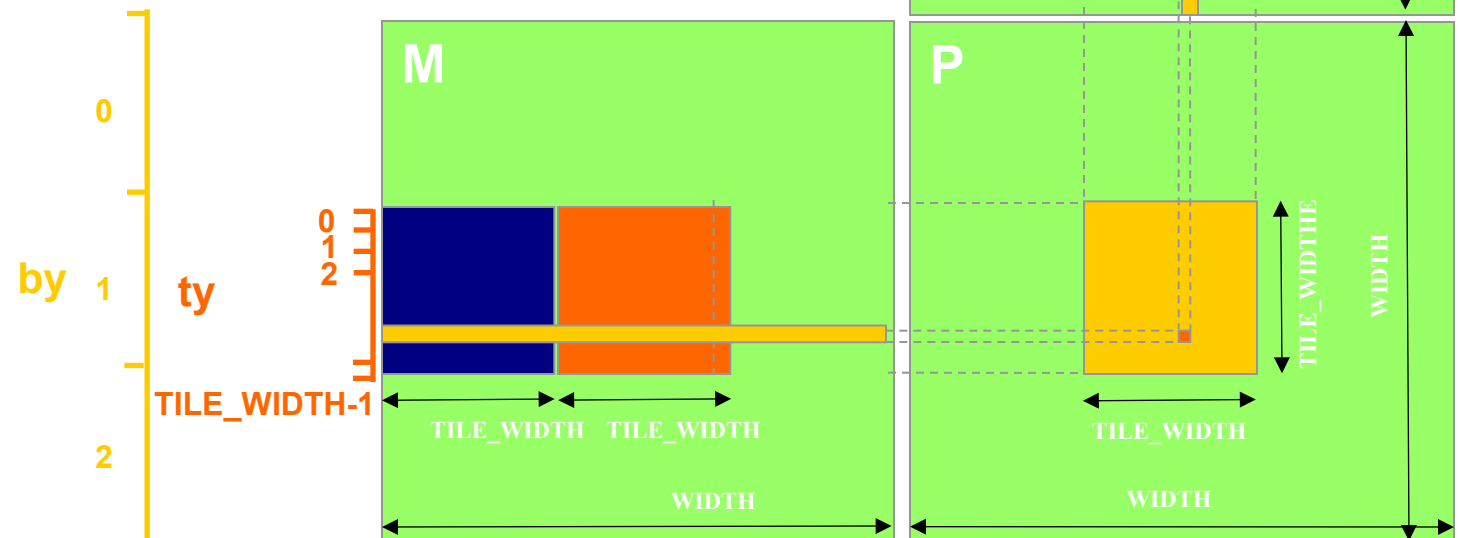 M
P
0
by
1
2
ty
0
1
2
TILE_WIDTH-1
TILE_WIDTH
TILE_WIDTH
WIDTH
TILE_WIDTH
WIDTH
TILE_WIDTHE
WIDTH